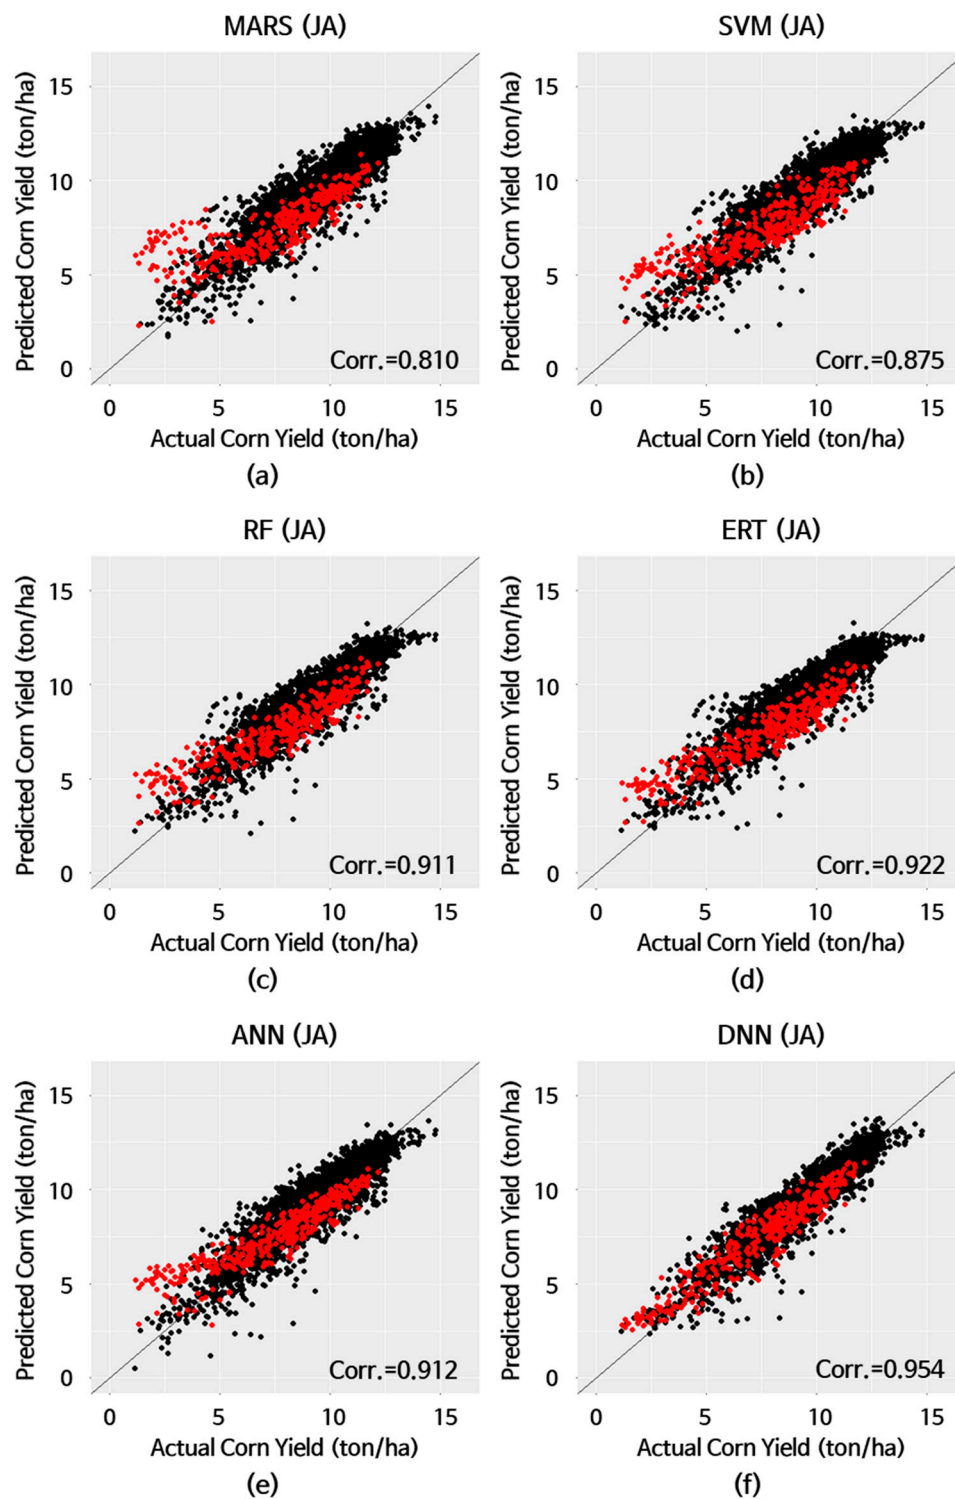 MARS (JA)
SVM (JA)
Predicted Corn Yield (ton/ha)
15
10
5
0
Corr.=0.810
0 5 10 15
Actual Corn Yield (ton/ha)
(a)
Predicted Corn Yield (ton/ha)
15
10
5
0
Corr.=0.875
0 5 10 15
Actual Corn Yield (ton/ha)
(b)
RF (JA)
ERT (JA)
Predicted Corn Yield (ton/ha)
15
10
5
0
Corr.=0.911
0 5 10 15
Actual Corn Yield (ton/ha)
(c)
Predicted Corn Yield (ton/ha)
15
10
5
0
Corr.=0.922
0 5 10 15
Actual Corn Yield (ton/ha)
(d)
ANN (JA)
DNN (JA)
Predicted Corn Yield (ton/ha)
15
10
5
0
Corr.=0.912
0 5 10 15
Actual Corn Yield (ton/ha)
(e)
Predicted Corn Yield (ton/ha)
15
10
5
0
Corr.=0.954
0 5 10 15
Actual Corn Yield (ton/ha)
(f)